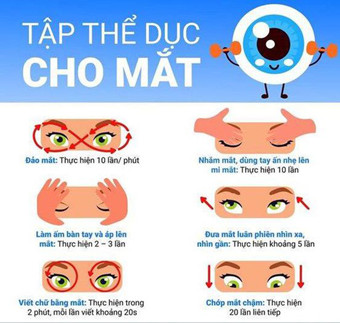 TẬP THỂ DỤC
CHO MẮT
Đảo mắt: Thực hiện 10 lần/ phút
Nhắm mắt, dùng tay ấn nhẹ lên
mi mắt: Thực hiện 10 lần
Làm ấm bàn tay và áp lên
mắt: Thực hiện 2 – 3 lần
Đưa mắt luân phiên nhìn xa,
nhìn gần: Thực hiện khoảng 5 lần
Viết chữ bằng mắt: Thực hiện trong
2 phút, mỗi lần viết khoảng 20s
Chớp mắt chậm: Thực hiện
20 lần liên tiếp